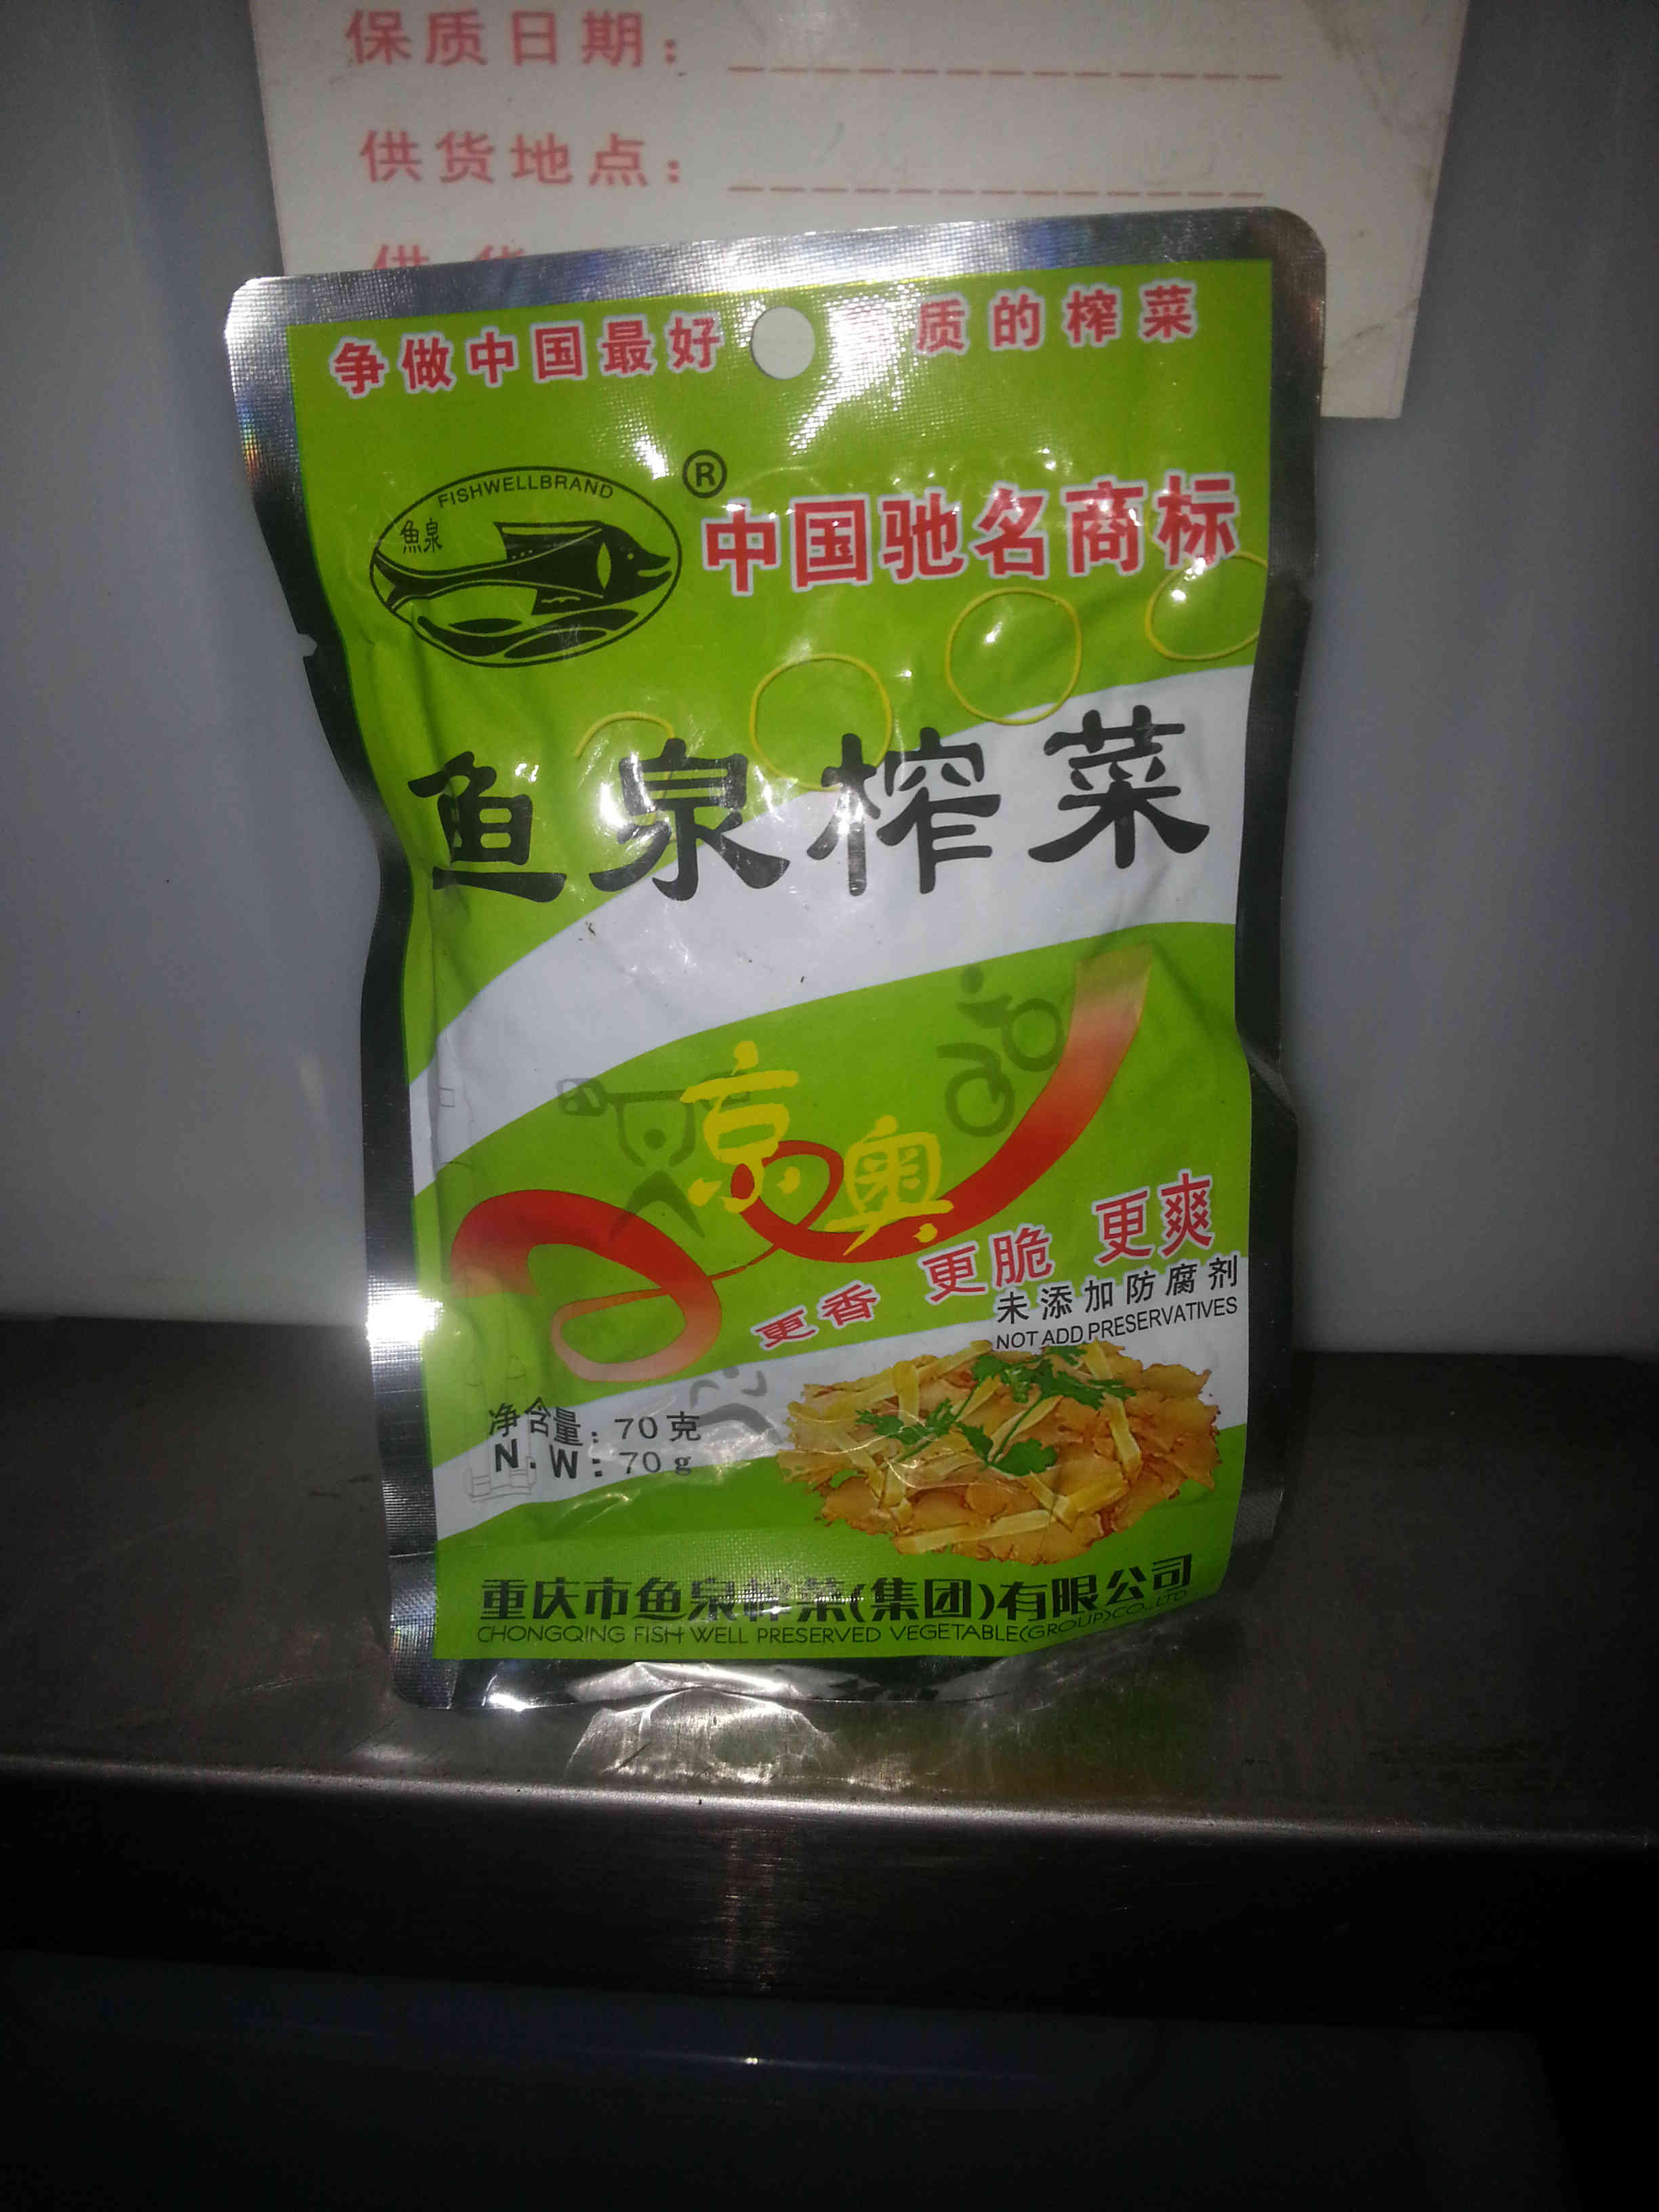 保质日期：
供货地点：
争做中国最好 质的榨菜
FISHWELLBRAND
魚泉
®
中国驰名商标
鱼泉榨菜
京奥
更香 更脆 更爽
未添加防腐剂
NOT ADD PRESERVATIVES
净含量：70克
N.W：70g
重庆市鱼泉榨菜(集团)有限公司
CHONGQING FISH WELL PRESERVED VEGETABLE(GROUP)CO.,LTD